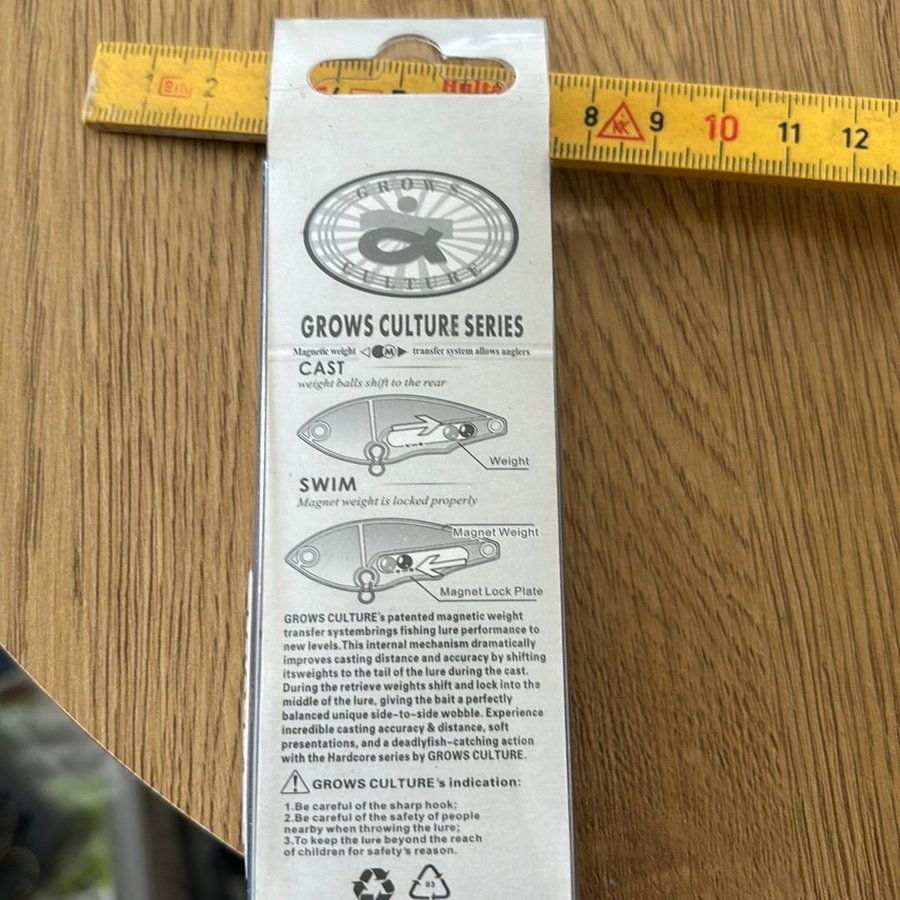 2
Hults
8
9
10
11
12
GROWS
CULTURE
GROWS CULTURE SERIES
Magnetic weight M transfer system allows anglers
CAST
weight balls shift to the rear
Weight
SWIM
Magnet weight is locked properly
Magnet Weight
Magnet Lock Plate
GROWS CULTURE's patented magnetic weight
transfer systembrings fishing lure performance to
new levels.This internal mechanism dramatically
improves casting distance and accuracy by shifting
itsweights to the tail of the lure during the cast.
During the retrieve weights shift and lock into the
middle of the lure, giving the bait a perfectly
balanced unique side-to-side wobble. Experience
incredible casting accuracy & distance, soft
presentations, and a deadlyfish-catching action
with the Hardcore series by GROWS CULTURE.
GROWS CULTURE's indication:
1.Be careful of the sharp hook;
2.Be careful of the safety of people
nearby when throwing the lure;
3.To keep the lure beyond the reach
of children for safety's reason.
03